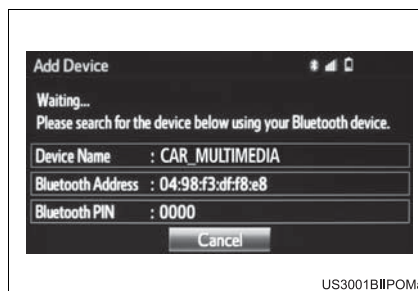 Add Device
Waiting...
Please search for the device below using your Bluetooth device.
Device Name : CAR_MULTIMEDIA
Bluetooth Address : 04:98:f3:df:f8:e8
Bluetooth PIN : 0000
Cancel